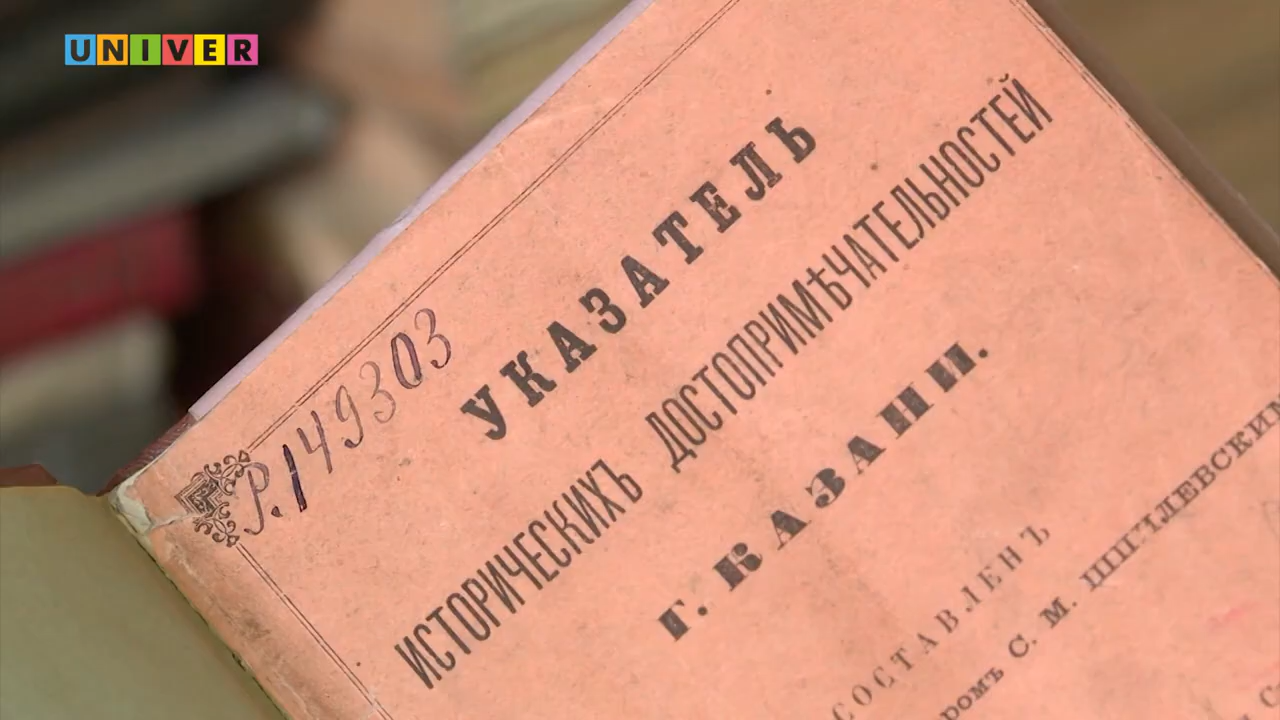 UNIVER
Р. 149303
УКАЗАТЕЛЬ
ИСТОРИЧЕСКИХЪ ДОСТОПРИМѢЧАТЕЛЬНОСТЕЙ
Г. КАЗАНИ.
СОСТАВЛЕНЪ
С. М. ШПИЛЕВСКИМ